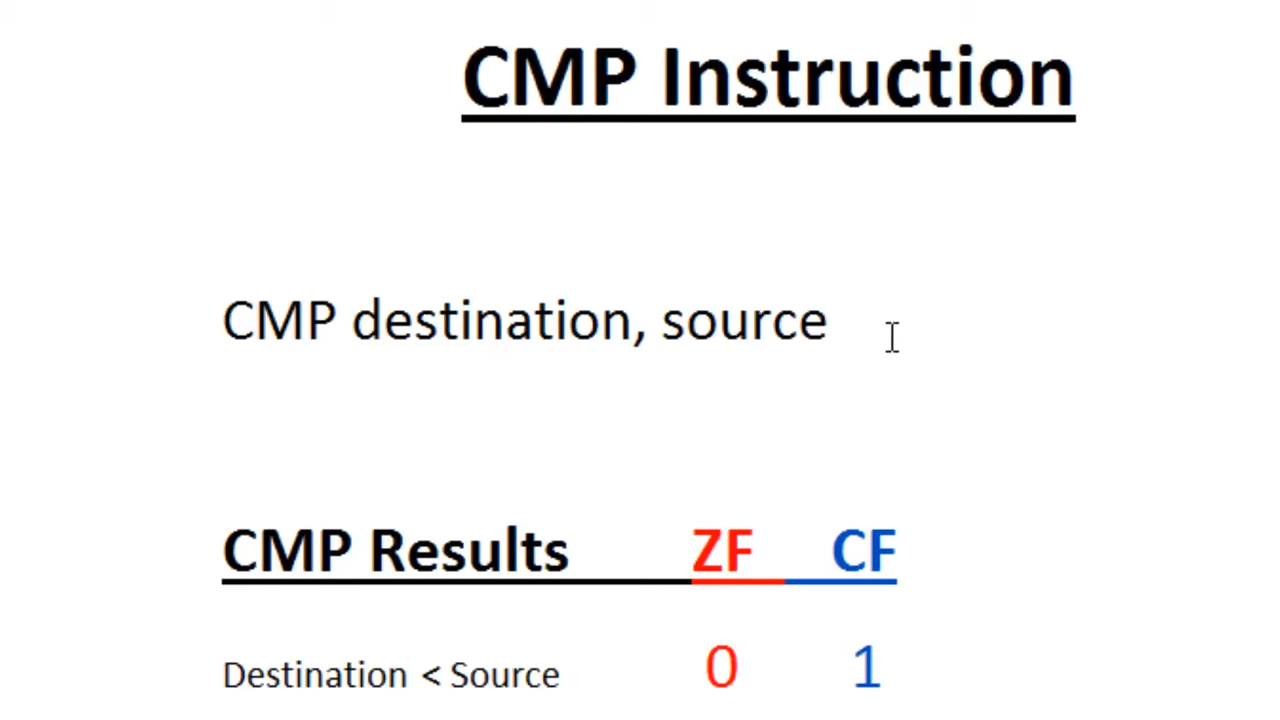 CMP Instruction
CMP destination, source
CMP Results ZF CF
Destination < Source 0 1